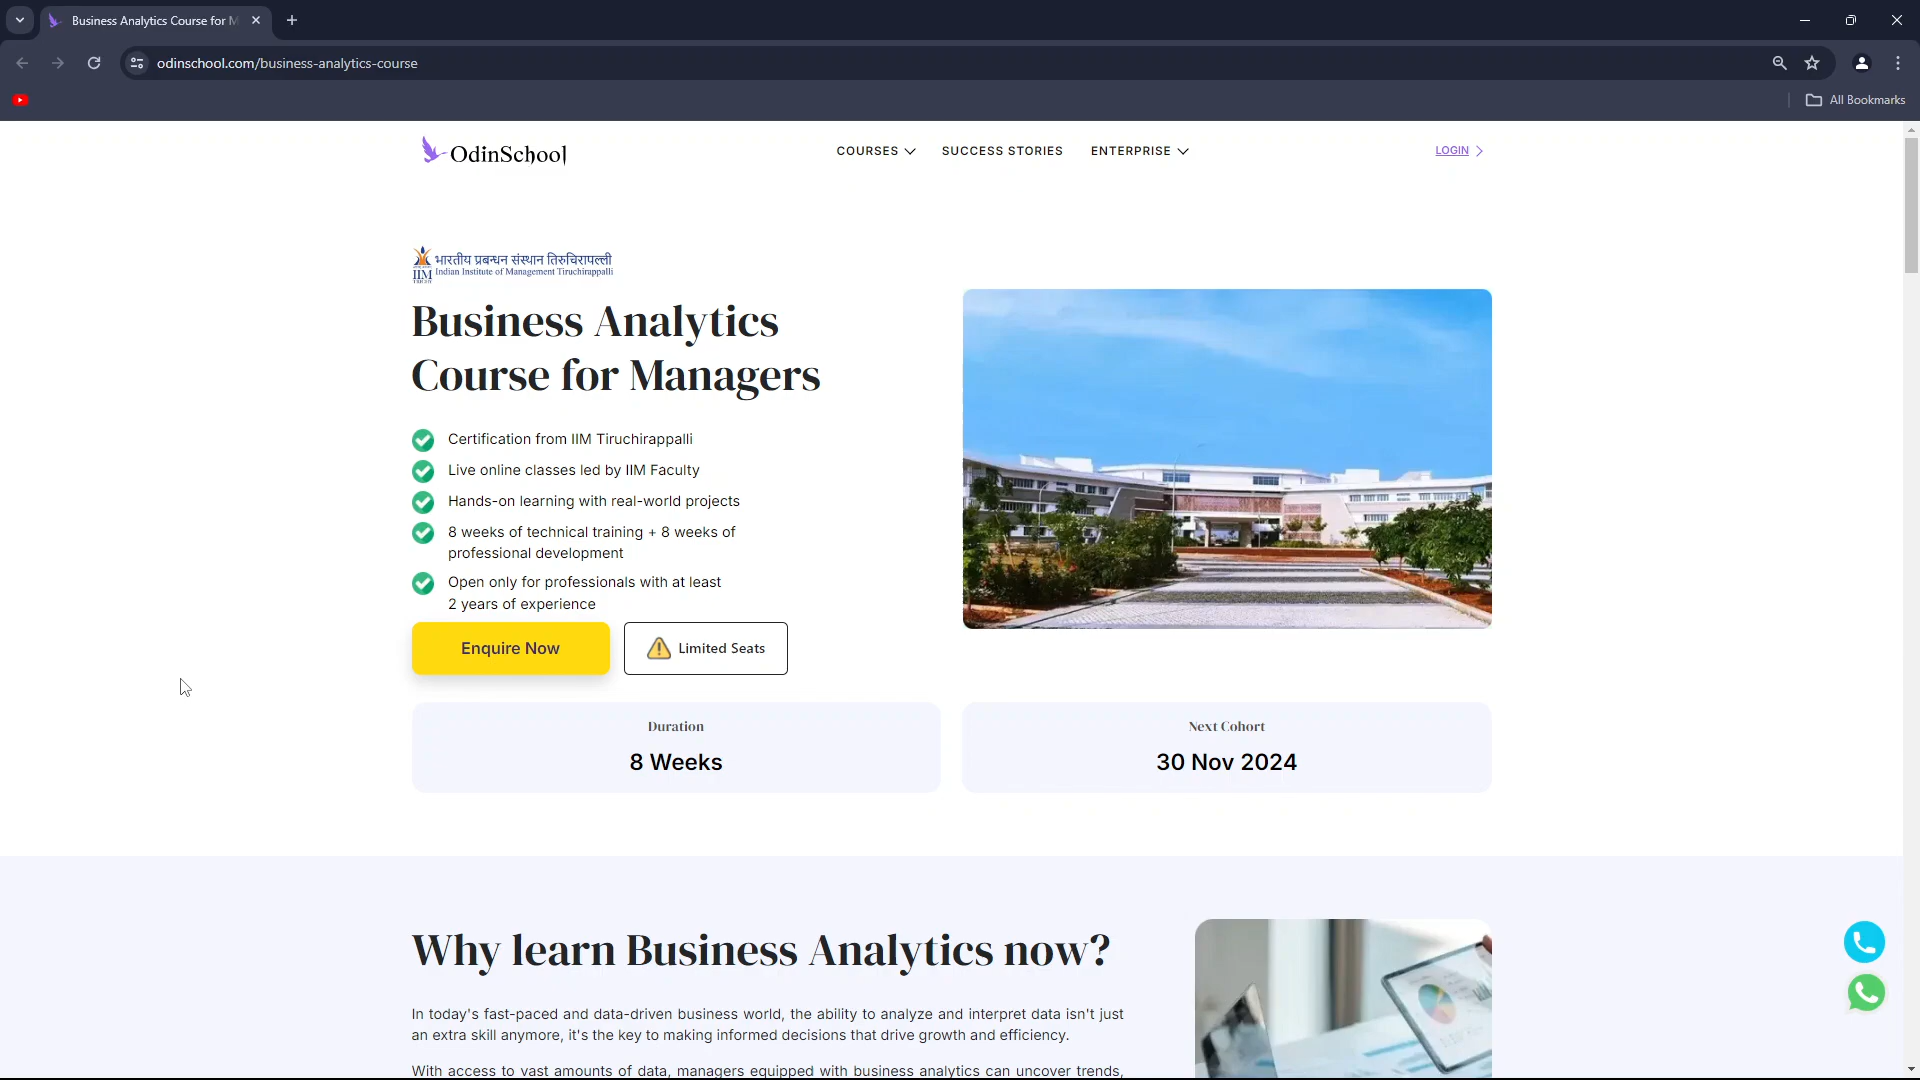 Business Analytics Course for M
odinschool.com/business-analytics-course
All Bookmarks
OdinSchool
COURSES
SUCCESS STORIES
ENTERPRISE
LOGIN
भारतीय प्रबन्धन संस्थान तिरुचिरापल्ली
IIM Indian Institute of Management Tiruchirappalli
Business Analytics
Course for Managers
Certification from IIM Tiruchirappalli
Live online classes led by IIM Faculty
Hands-on learning with real-world projects
8 weeks of technical training + 8 weeks of
professional development
Open only for professionals with at least
2 years of experience
Enquire Now
Limited Seats
Duration
8 Weeks
Next Cohort
30 Nov 2024
Why learn Business Analytics now?
In today's fast-paced and data-driven business world, the ability to analyze and interpret data isn't just
an extra skill anymore, it's the key to making informed decisions that drive growth and efficiency.
With access to vast amounts of data, managers equipped with business analytics can uncover trends,